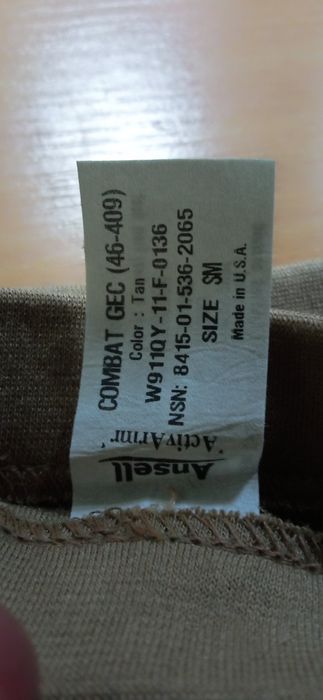 COMBAT GEC (46-409)
Color : Tan
W911QY-11-F-0136
NSN: 8415-01-536-2065
SIZE SM
Made in U.S.A.
ActivArmr
Ansell